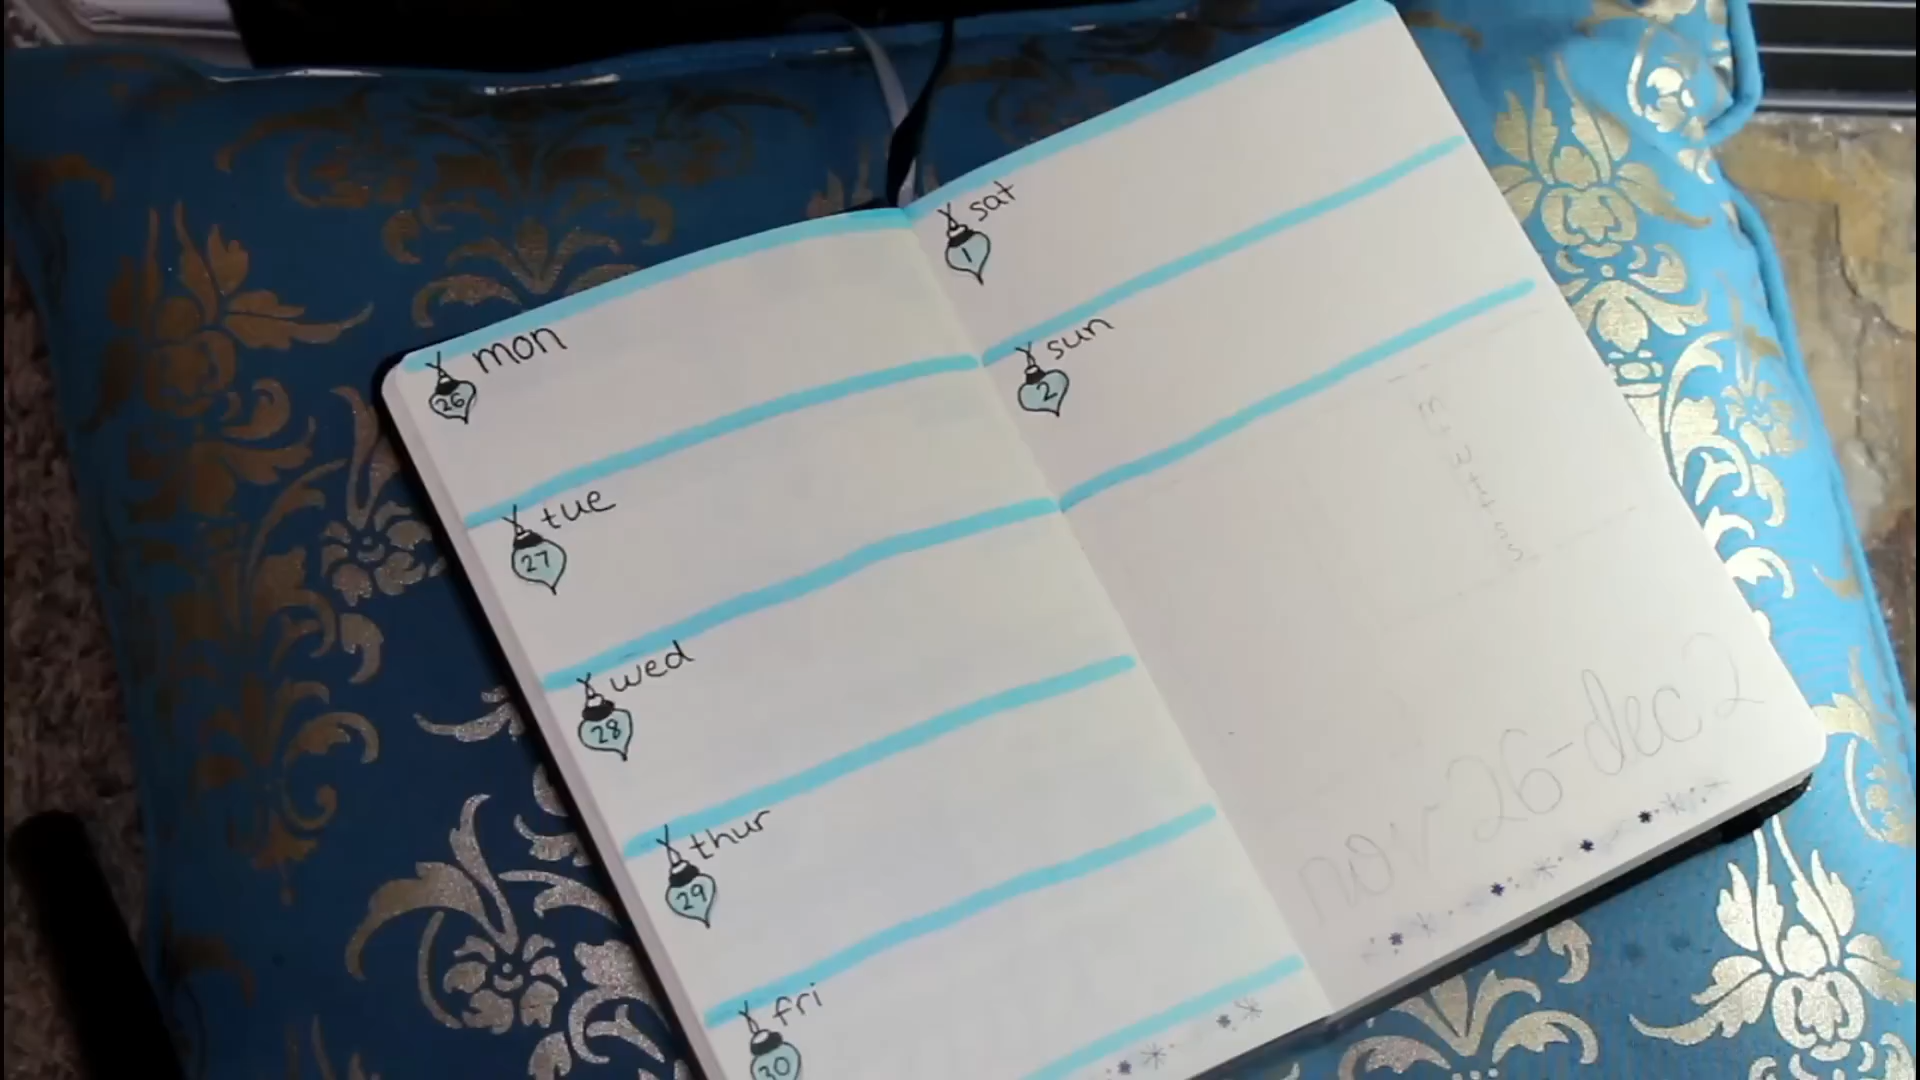 mon
26
tue
27
wed
28
thur
29
fri
30
sat
1
sun
2
nov 26-dec 2